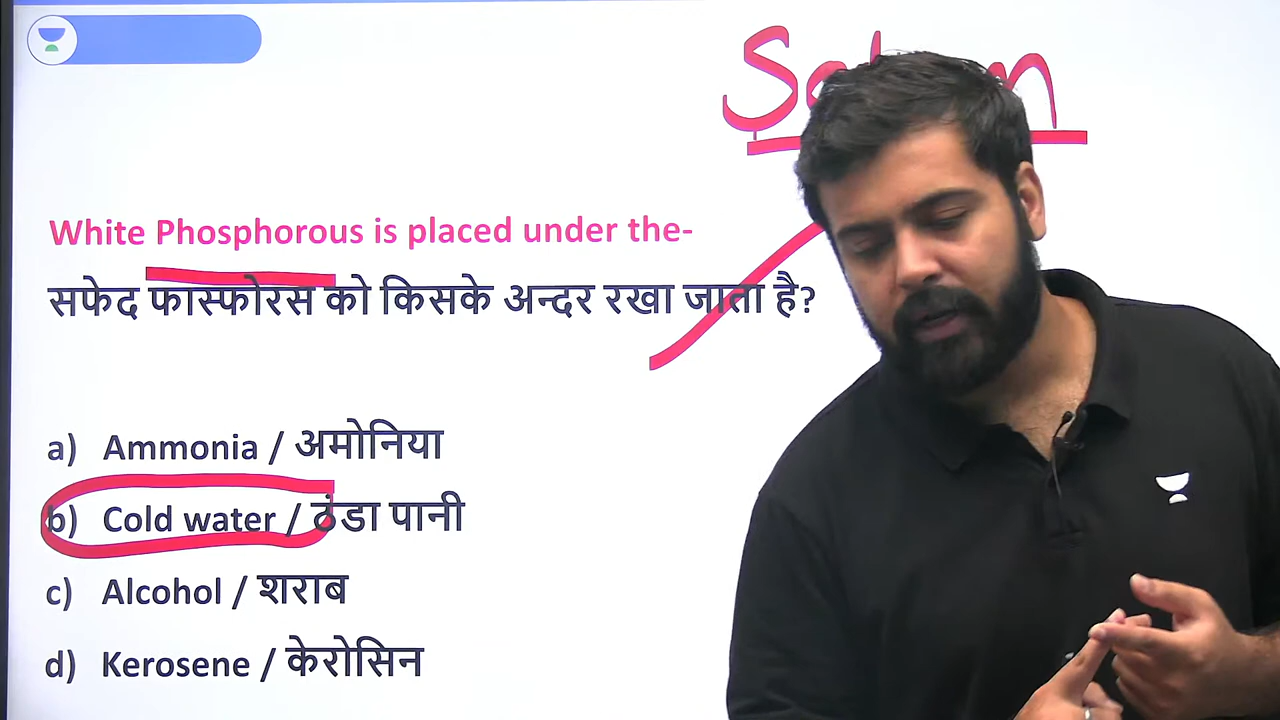 White Phosphorous is placed under the-
सफेद फास्फोरस को किसके अन्दर रखा जाता है?
a) Ammonia / अमोनिया
b) Cold water / ठंडा पानी
c) Alcohol / शराब
d) Kerosene / केरोसिन